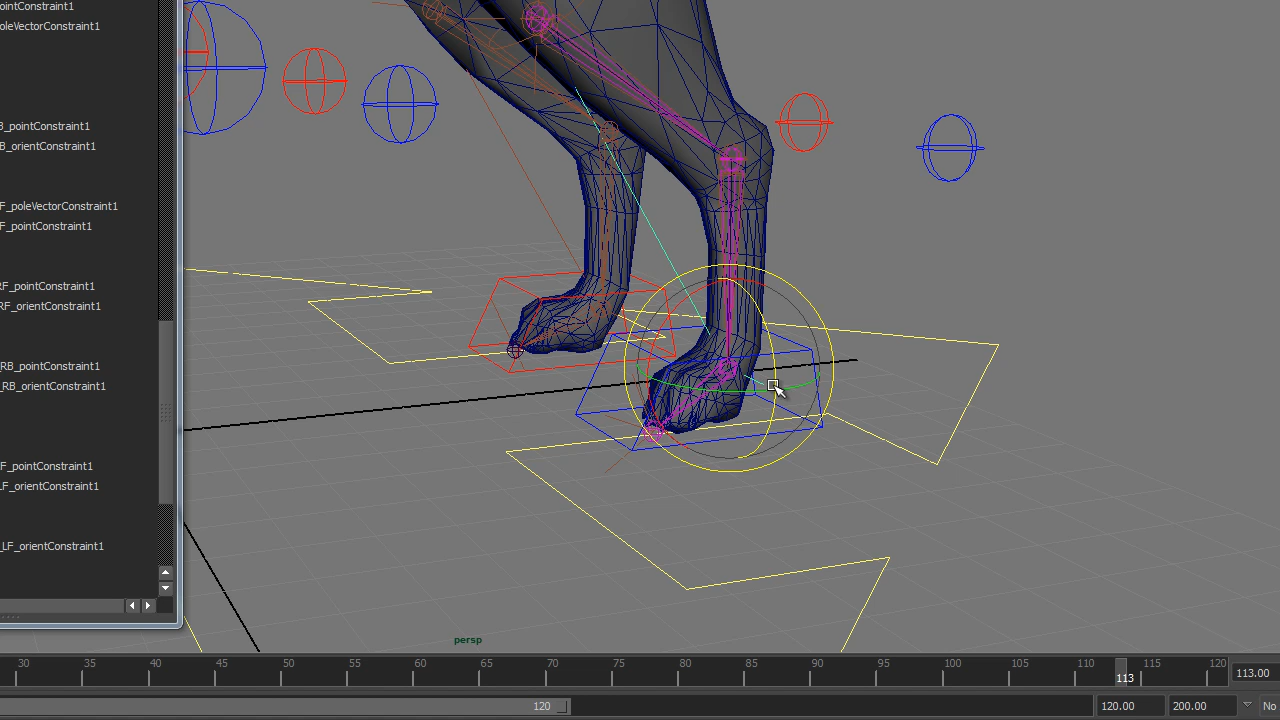 ointConstraint1
oleVectorConstraint1
B_pointConstraint1
B_orientConstraint1
F_poleVectorConstraint1
F_pointConstraint1
RF_pointConstraint1
RF_orientConstraint1
RB_pointConstraint1
_RB_orientConstraint1
F_pointConstraint1
LF_orientConstraint1
_LF_orientConstraint1
persp
30 35 40 45 50 55 60 65 70 75 80 85 90 95 100 105 110 113 115 120 113.00
120 120.00 200.00 No